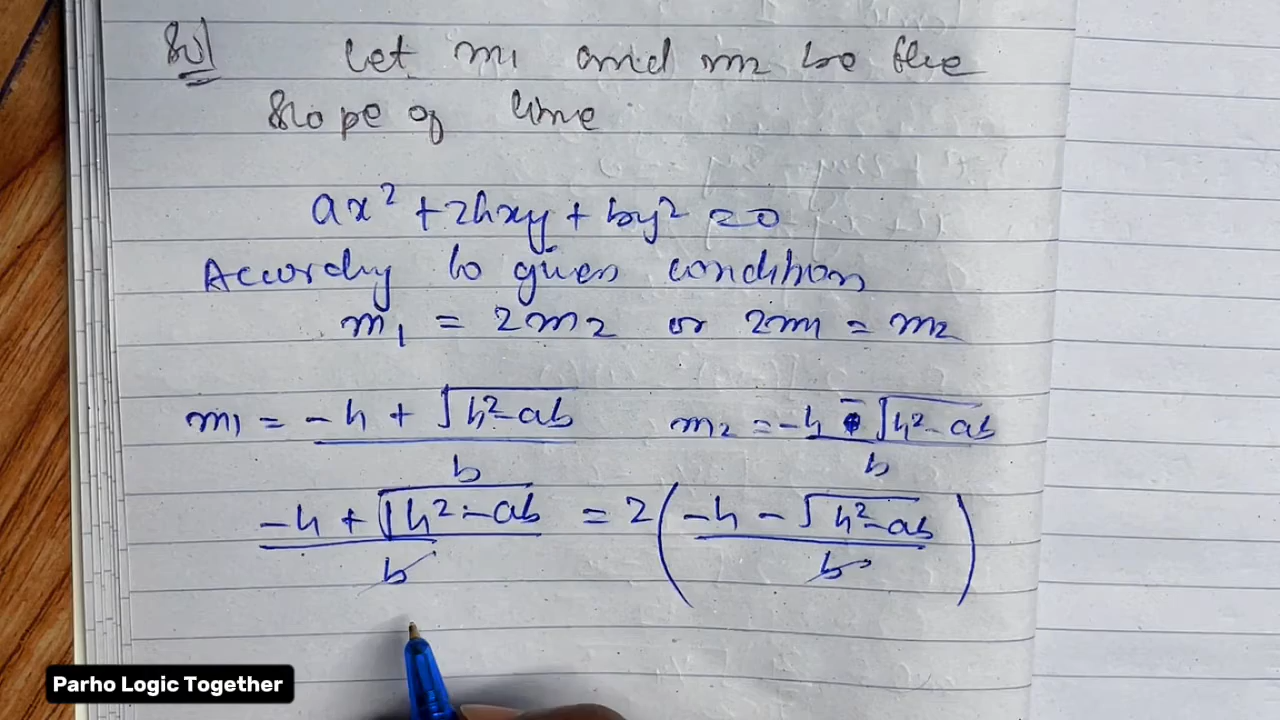 Sol
Let m₁ and m₂ be the
slope of line
ax² + 2hxy + by² = 0
According to given condition
m₁ = 2m₂ or 2m₁ = m₂
m₁ = (-h + √(h² - ab))/b m₂ = (-h - √(h² - ab))/b
(-h + √(h² - ab))/b = 2((-h - √(h² - ab))/b)
Parho Logic Together